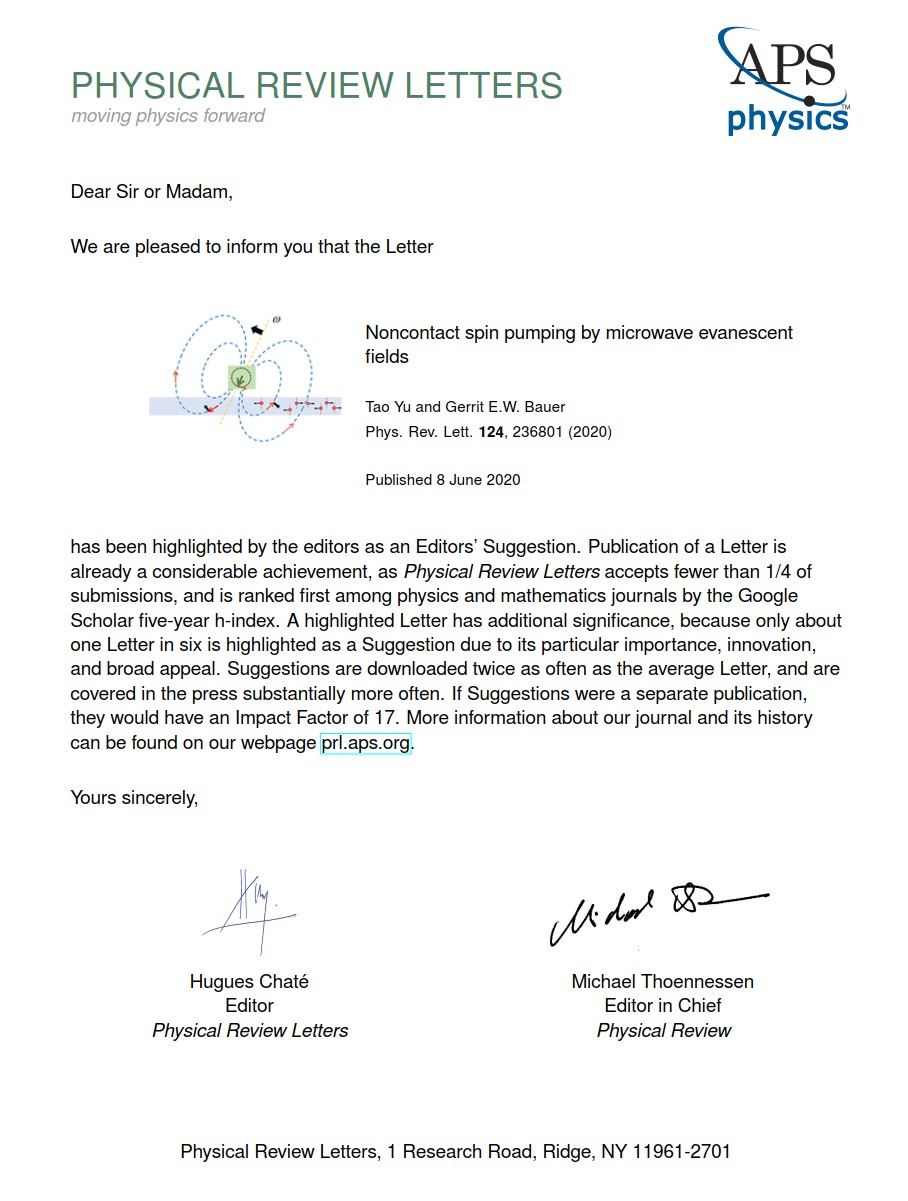 PHYSICAL REVIEW LETTERS
moving physics forward
APS
physics™
Dear Sir or Madam,
We are pleased to inform you that the Letter
ω
Noncontact spin pumping by microwave evanescent
fields
Tao Yu and Gerrit E.W. Bauer
Phys. Rev. Lett. 124, 236801 (2020)
Published 8 June 2020
has been highlighted by the editors as an Editors’ Suggestion. Publication of a Letter is
already a considerable achievement, as Physical Review Letters accepts fewer than 1/4 of
submissions, and is ranked first among physics and mathematics journals by the Google
Scholar five-year h-index. A highlighted Letter has additional significance, because only about
one Letter in six is highlighted as a Suggestion due to its particular importance, innovation,
and broad appeal. Suggestions are downloaded twice as often as the average Letter, and are
covered in the press substantially more often. If Suggestions were a separate publication,
they would have an Impact Factor of 17. More information about our journal and its history
can be found on our webpage prl.aps.org.
Yours sincerely,
Hugues Chaté
Editor
Physical Review Letters
Michael Thoennessen
Editor in Chief
Physical Review
Physical Review Letters, 1 Research Road, Ridge, NY 11961-2701